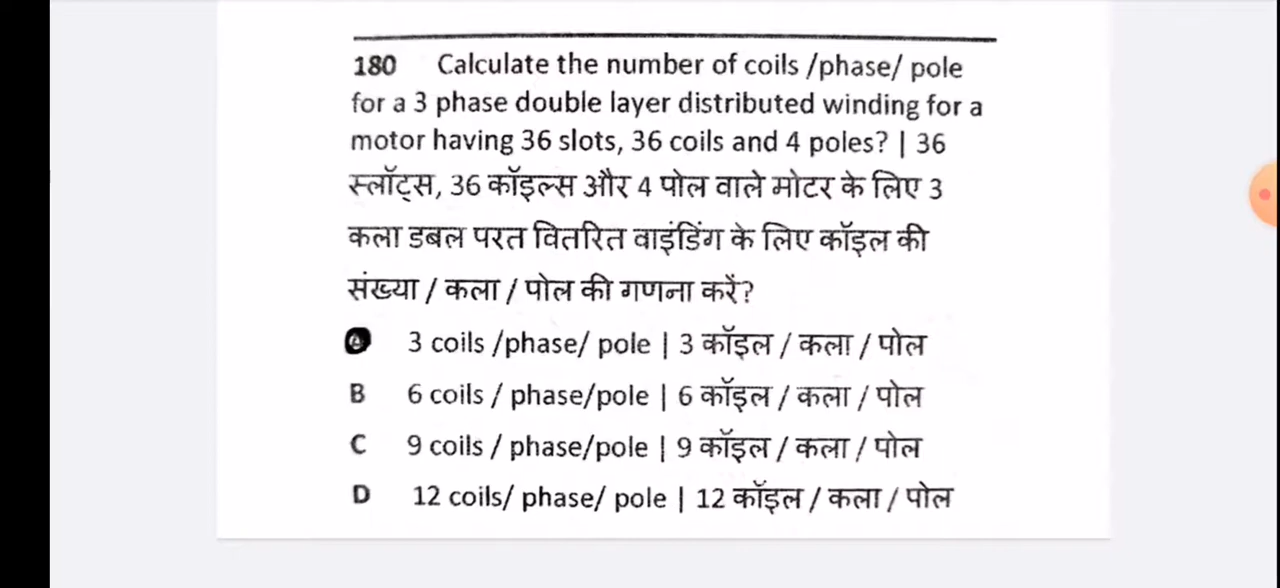 180 Calculate the number of coils /phase/ pole
for a 3 phase double layer distributed winding for a
motor having 36 slots, 36 coils and 4 poles? | 36
स्लॉट्स, 36 कॉइल्स और 4 पोल वाले मोटर के लिए 3
कला डबल परत वितरित वाइंडिंग के लिए कॉइल की
संख्या / कला / पोल की गणना करें?
A 3 coils /phase/ pole | 3 कॉइल / कला / पोल
B 6 coils / phase/pole | 6 कॉइल / कला / पोल
C 9 coils / phase/pole | 9 कॉइल / कला / पोल
D 12 coils/ phase/ pole | 12 कॉइल / कला / पोल